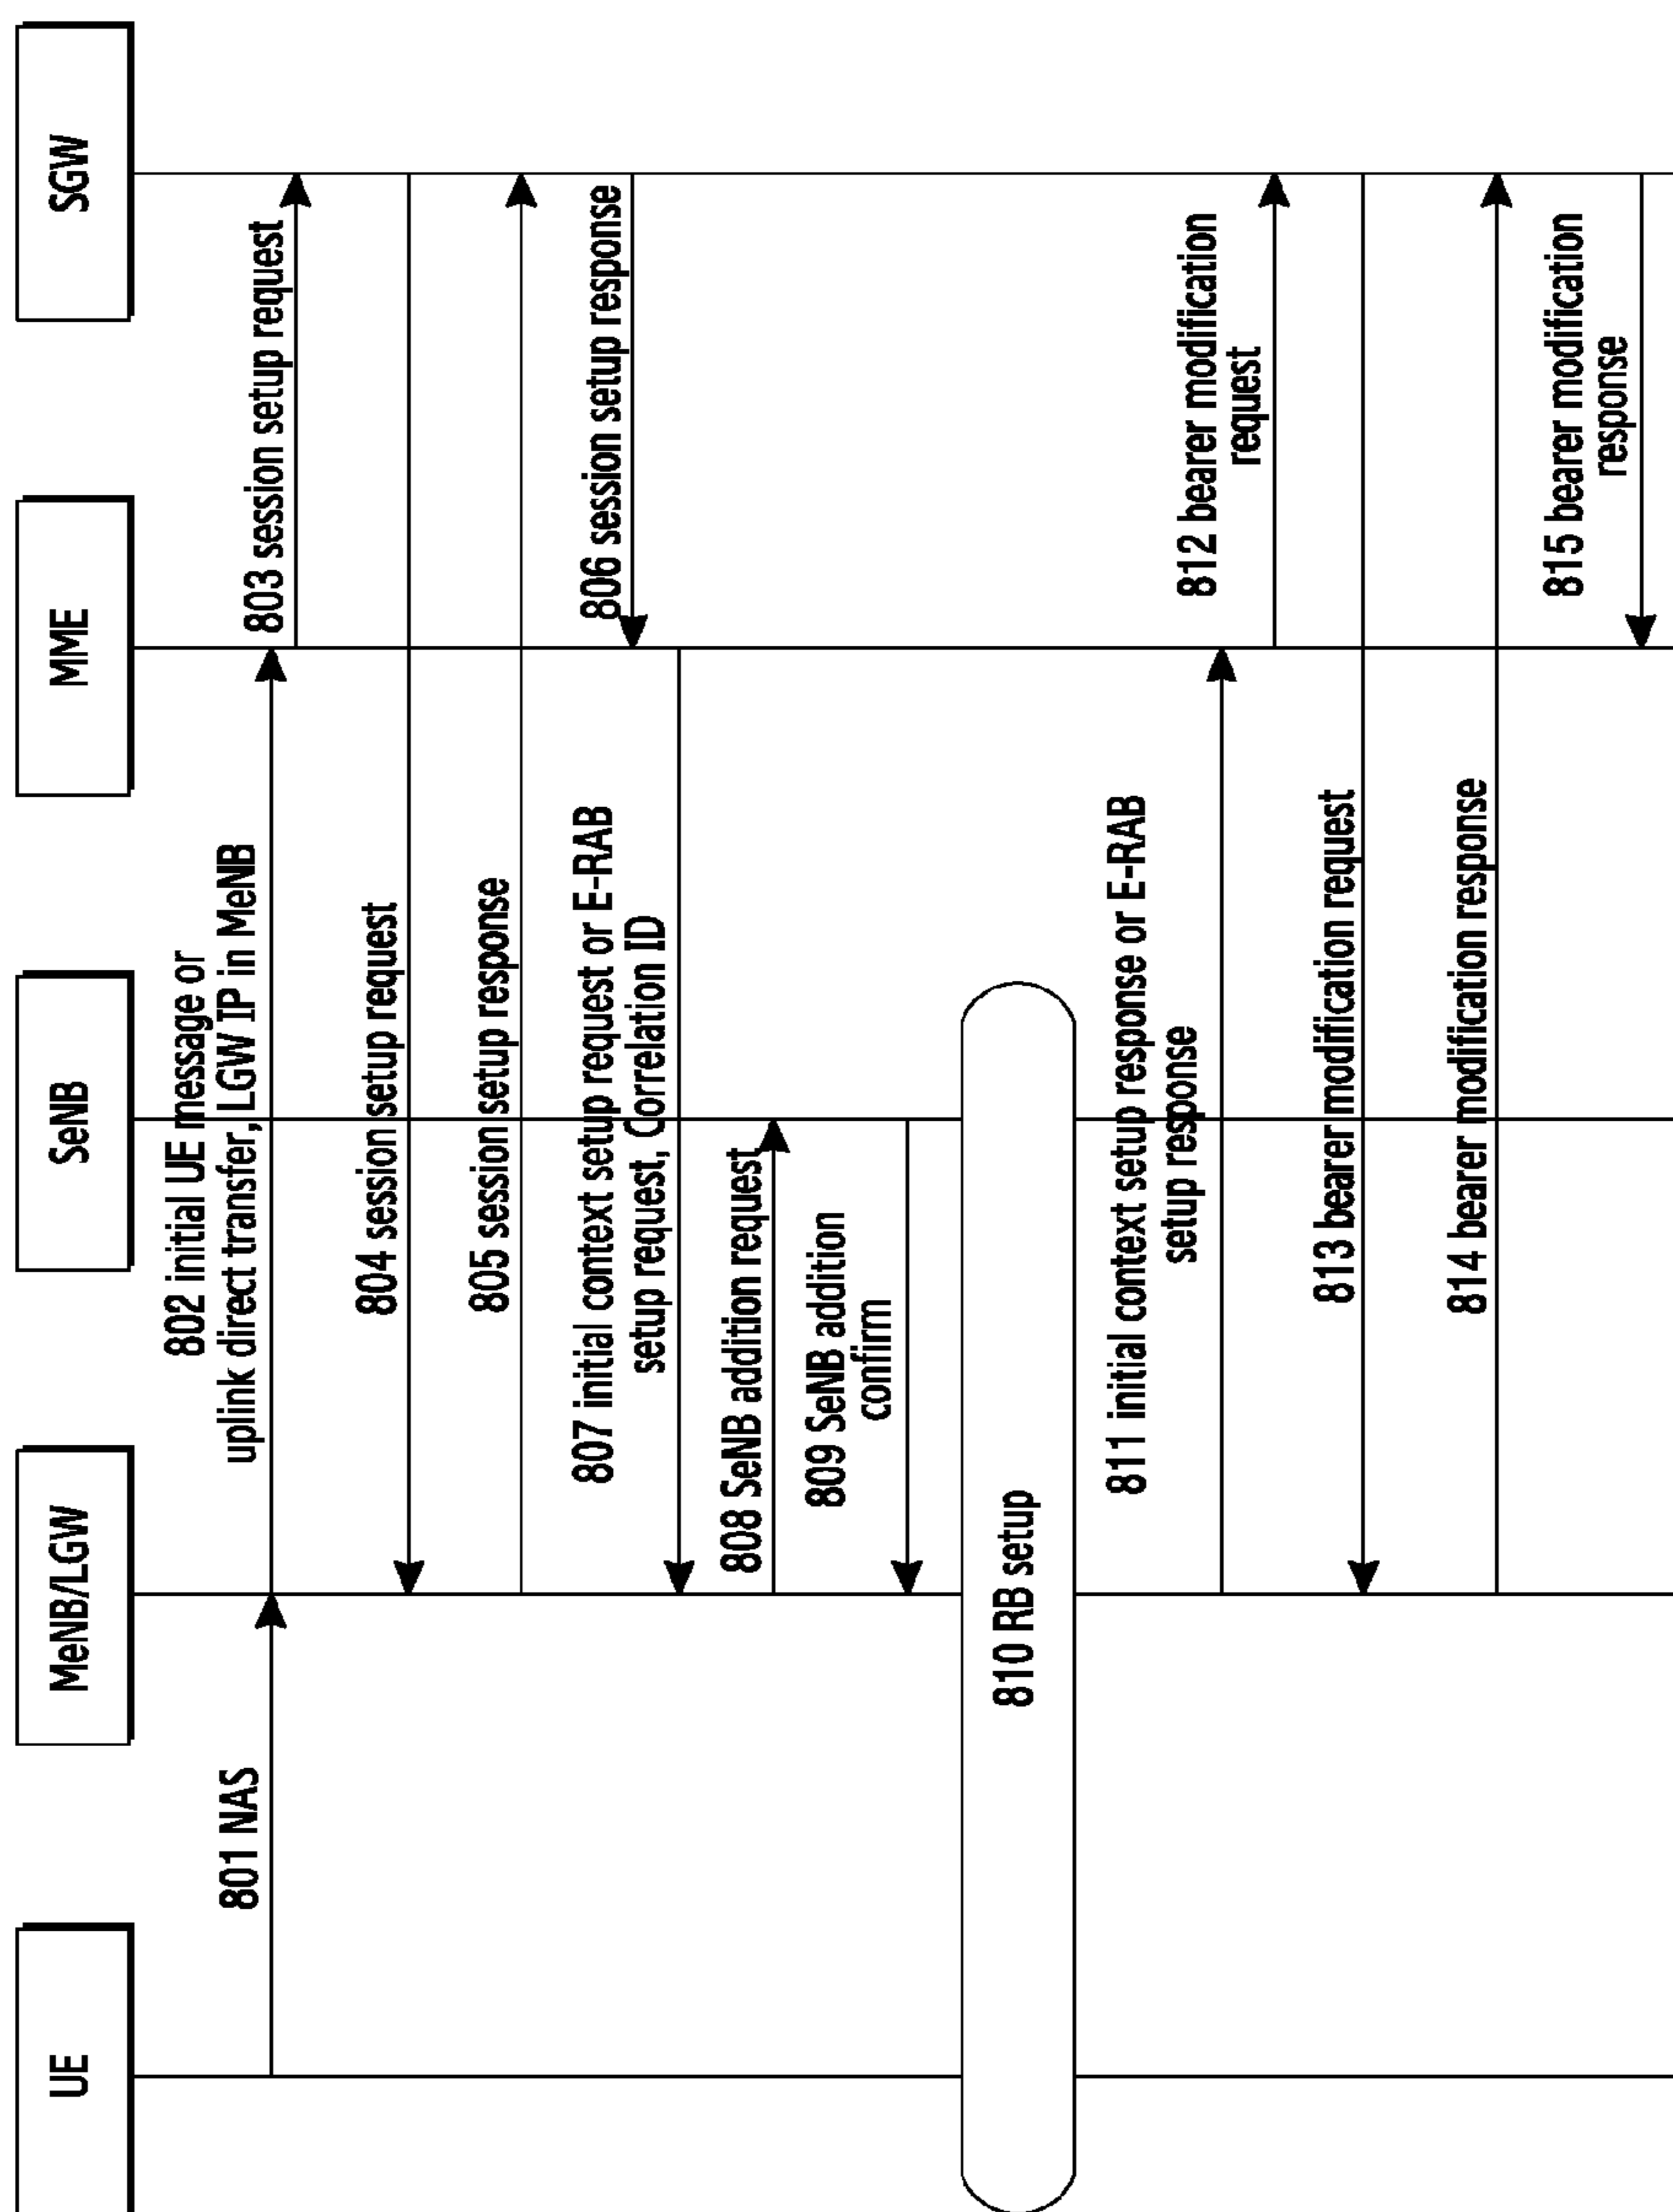 UE
MeNB/LGW
SeNB
MME
SGW
801 NAS
802 initial UE message or
uplink direct transfer, LGW IP in MeNB
803 session setup request
804 session setup request
805 session setup response
806 session setup response
807 initial context setup request or E-RAB
setup request, Correlation ID
808 SeNB addition request
809 SeNB addition
confirm
810 RB setup
811 initial context setup response or E-RAB
setup response
812 bearer modification
request
813 bearer modification request
814 bearer modification response
815 bearer modification
response